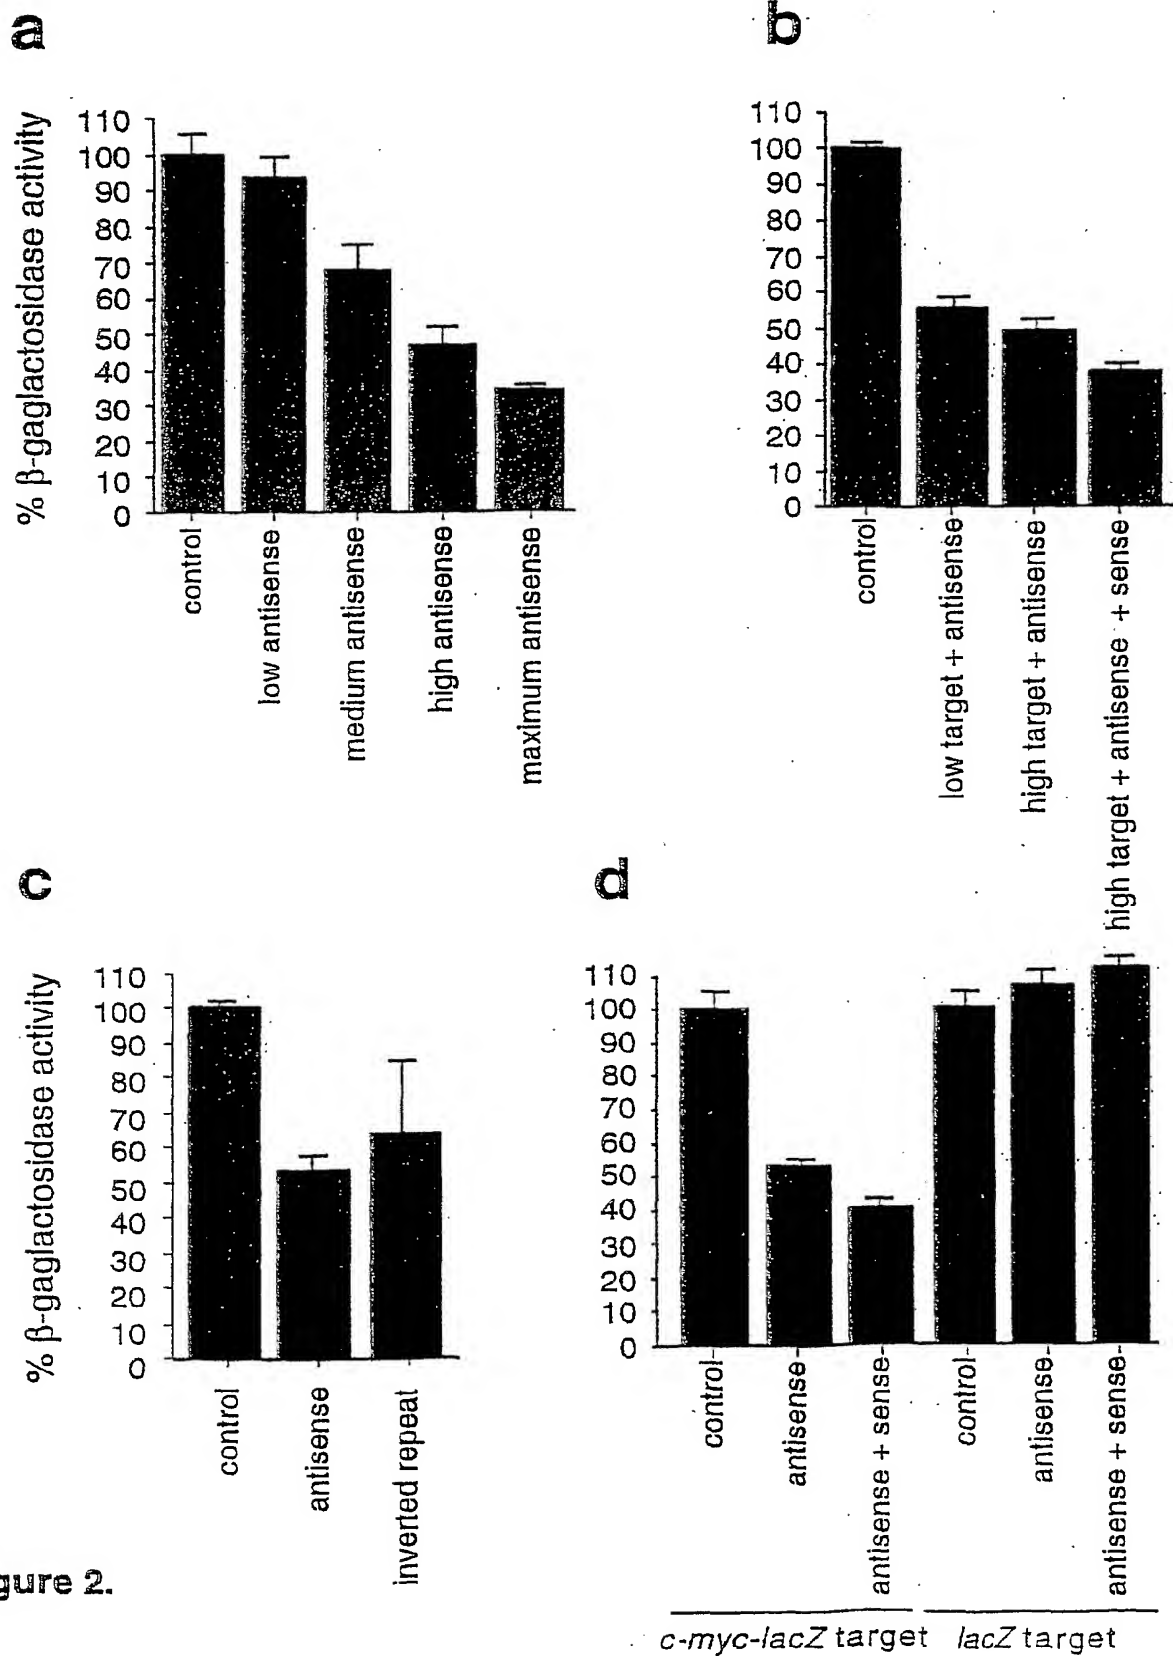 a
% β-gaglactosidase activity
110
100
90
80
70
60
50
40
30
20
10
0
control
low antisense
medium antisense
high antisense
maximum antisense
b
110
100
90
80
70
60
50
40
30
20
10
0
control
low target + antisense
high target + antisense
high target + antisense + sense
c
% β-gaglactosidase activity
110
100
90
80
70
60
50
40
30
20
10
0
control
antisense
inverted repeat
d
110
100
90
80
70
60
50
40
30
20
10
0
control
antisense
antisense + sense
control
antisense
antisense + sense
c-myc-lacZ target
lacZ target
gure 2.